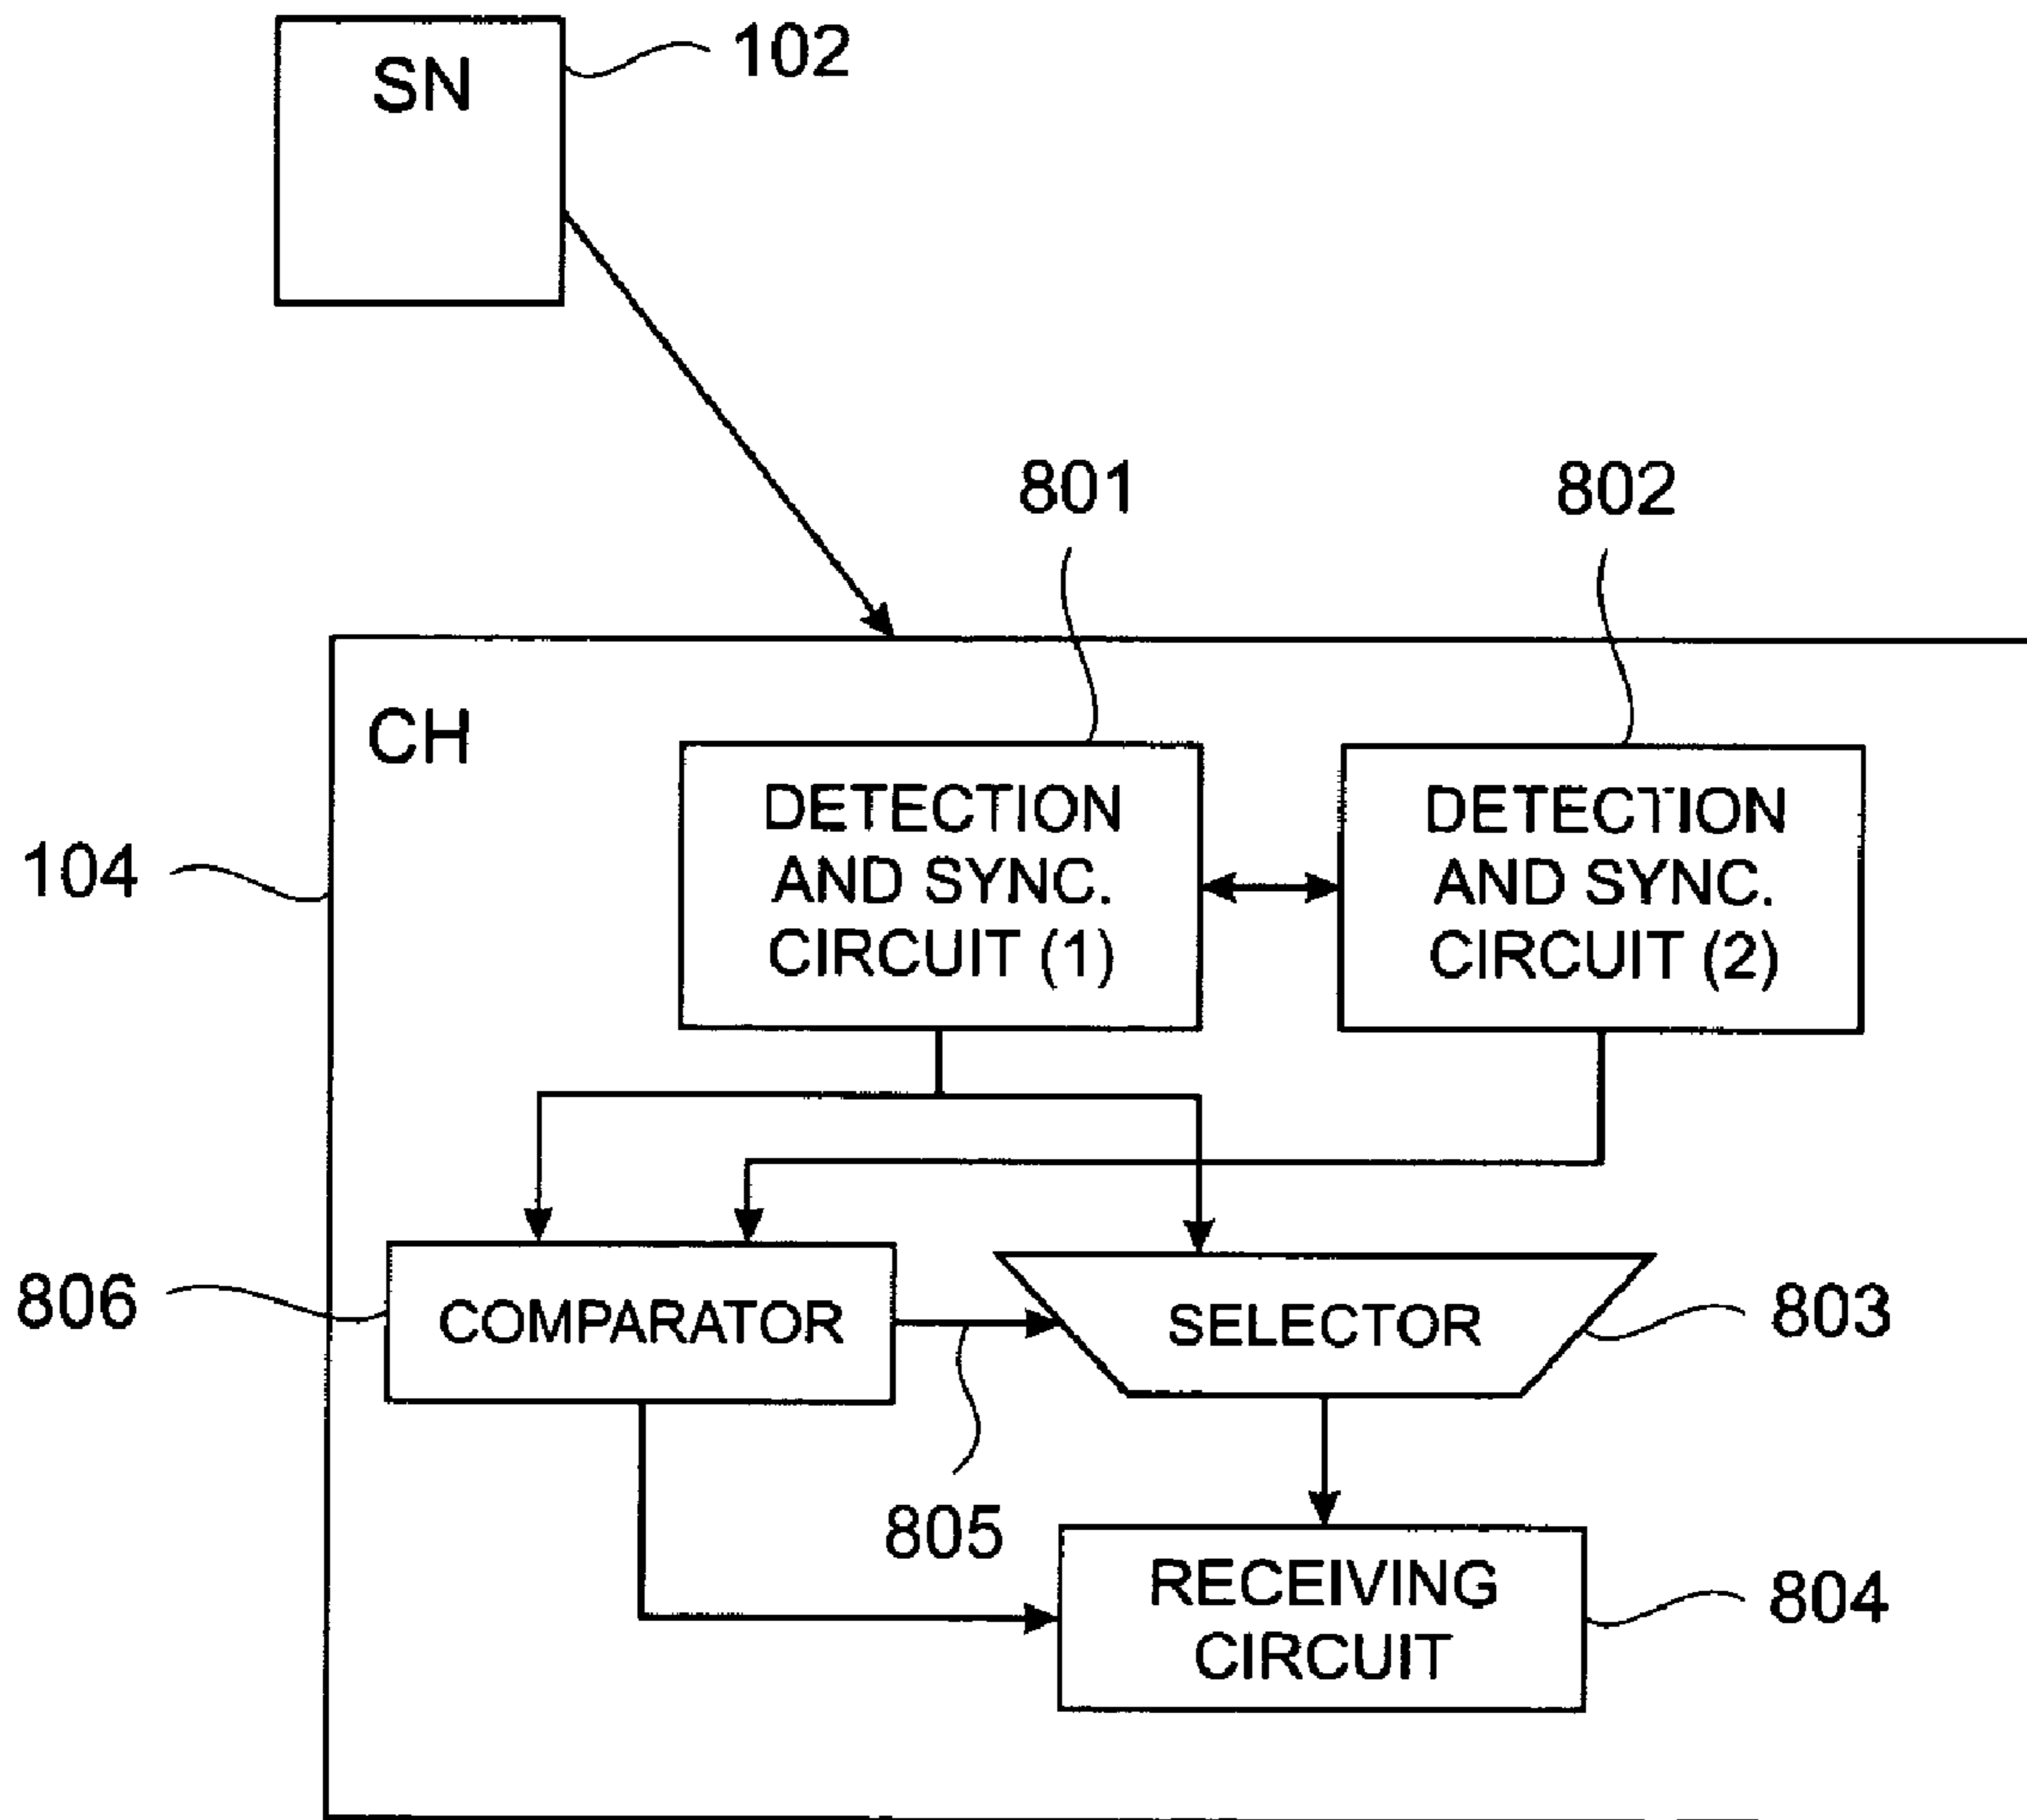 SN
102
801
802
CH
DETECTION
AND SYNC.
CIRCUIT (1)
DETECTION
AND SYNC.
CIRCUIT (2)
104
806
COMPARATOR
SELECTOR
803
805
RECEIVING
CIRCUIT
804